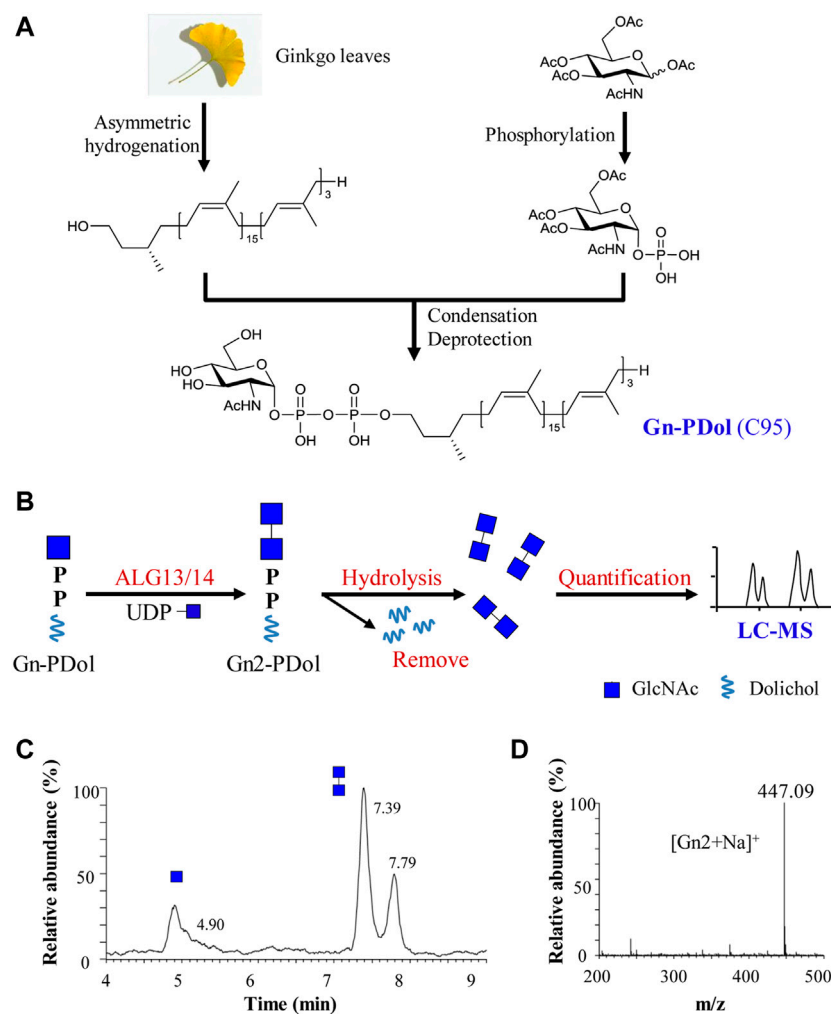 A
Ginkgo leaves
Asymmetric
hydrogenation
HO
15
3
H
OAc
AcO
AcO
AcHN
OAc
Phosphorylation
OAc
AcO
AcO
AcHN
O
O
O
P
OH
OH
Condensation
Deprotection
OH
HO
HO
AcHN
O
O
O
P
OH
O
O
P
OH
O
15
3
H
Gn-PDol (C95)
B
P
P
Gn-PDol
ALG13/14
UDP
P
P
Gn2-PDol
Hydrolysis
Remove
Quantification
LC-MS
GlcNAc
Dolichol
C
Relative abundance (%)
100
50
0
4.90
7.39
7.79
4 5 6 7 8 9
Time (min)
D
Relative abundance (%)
100
50
0
447.09
[Gn2+Na]+
200 300 400 500
m/z